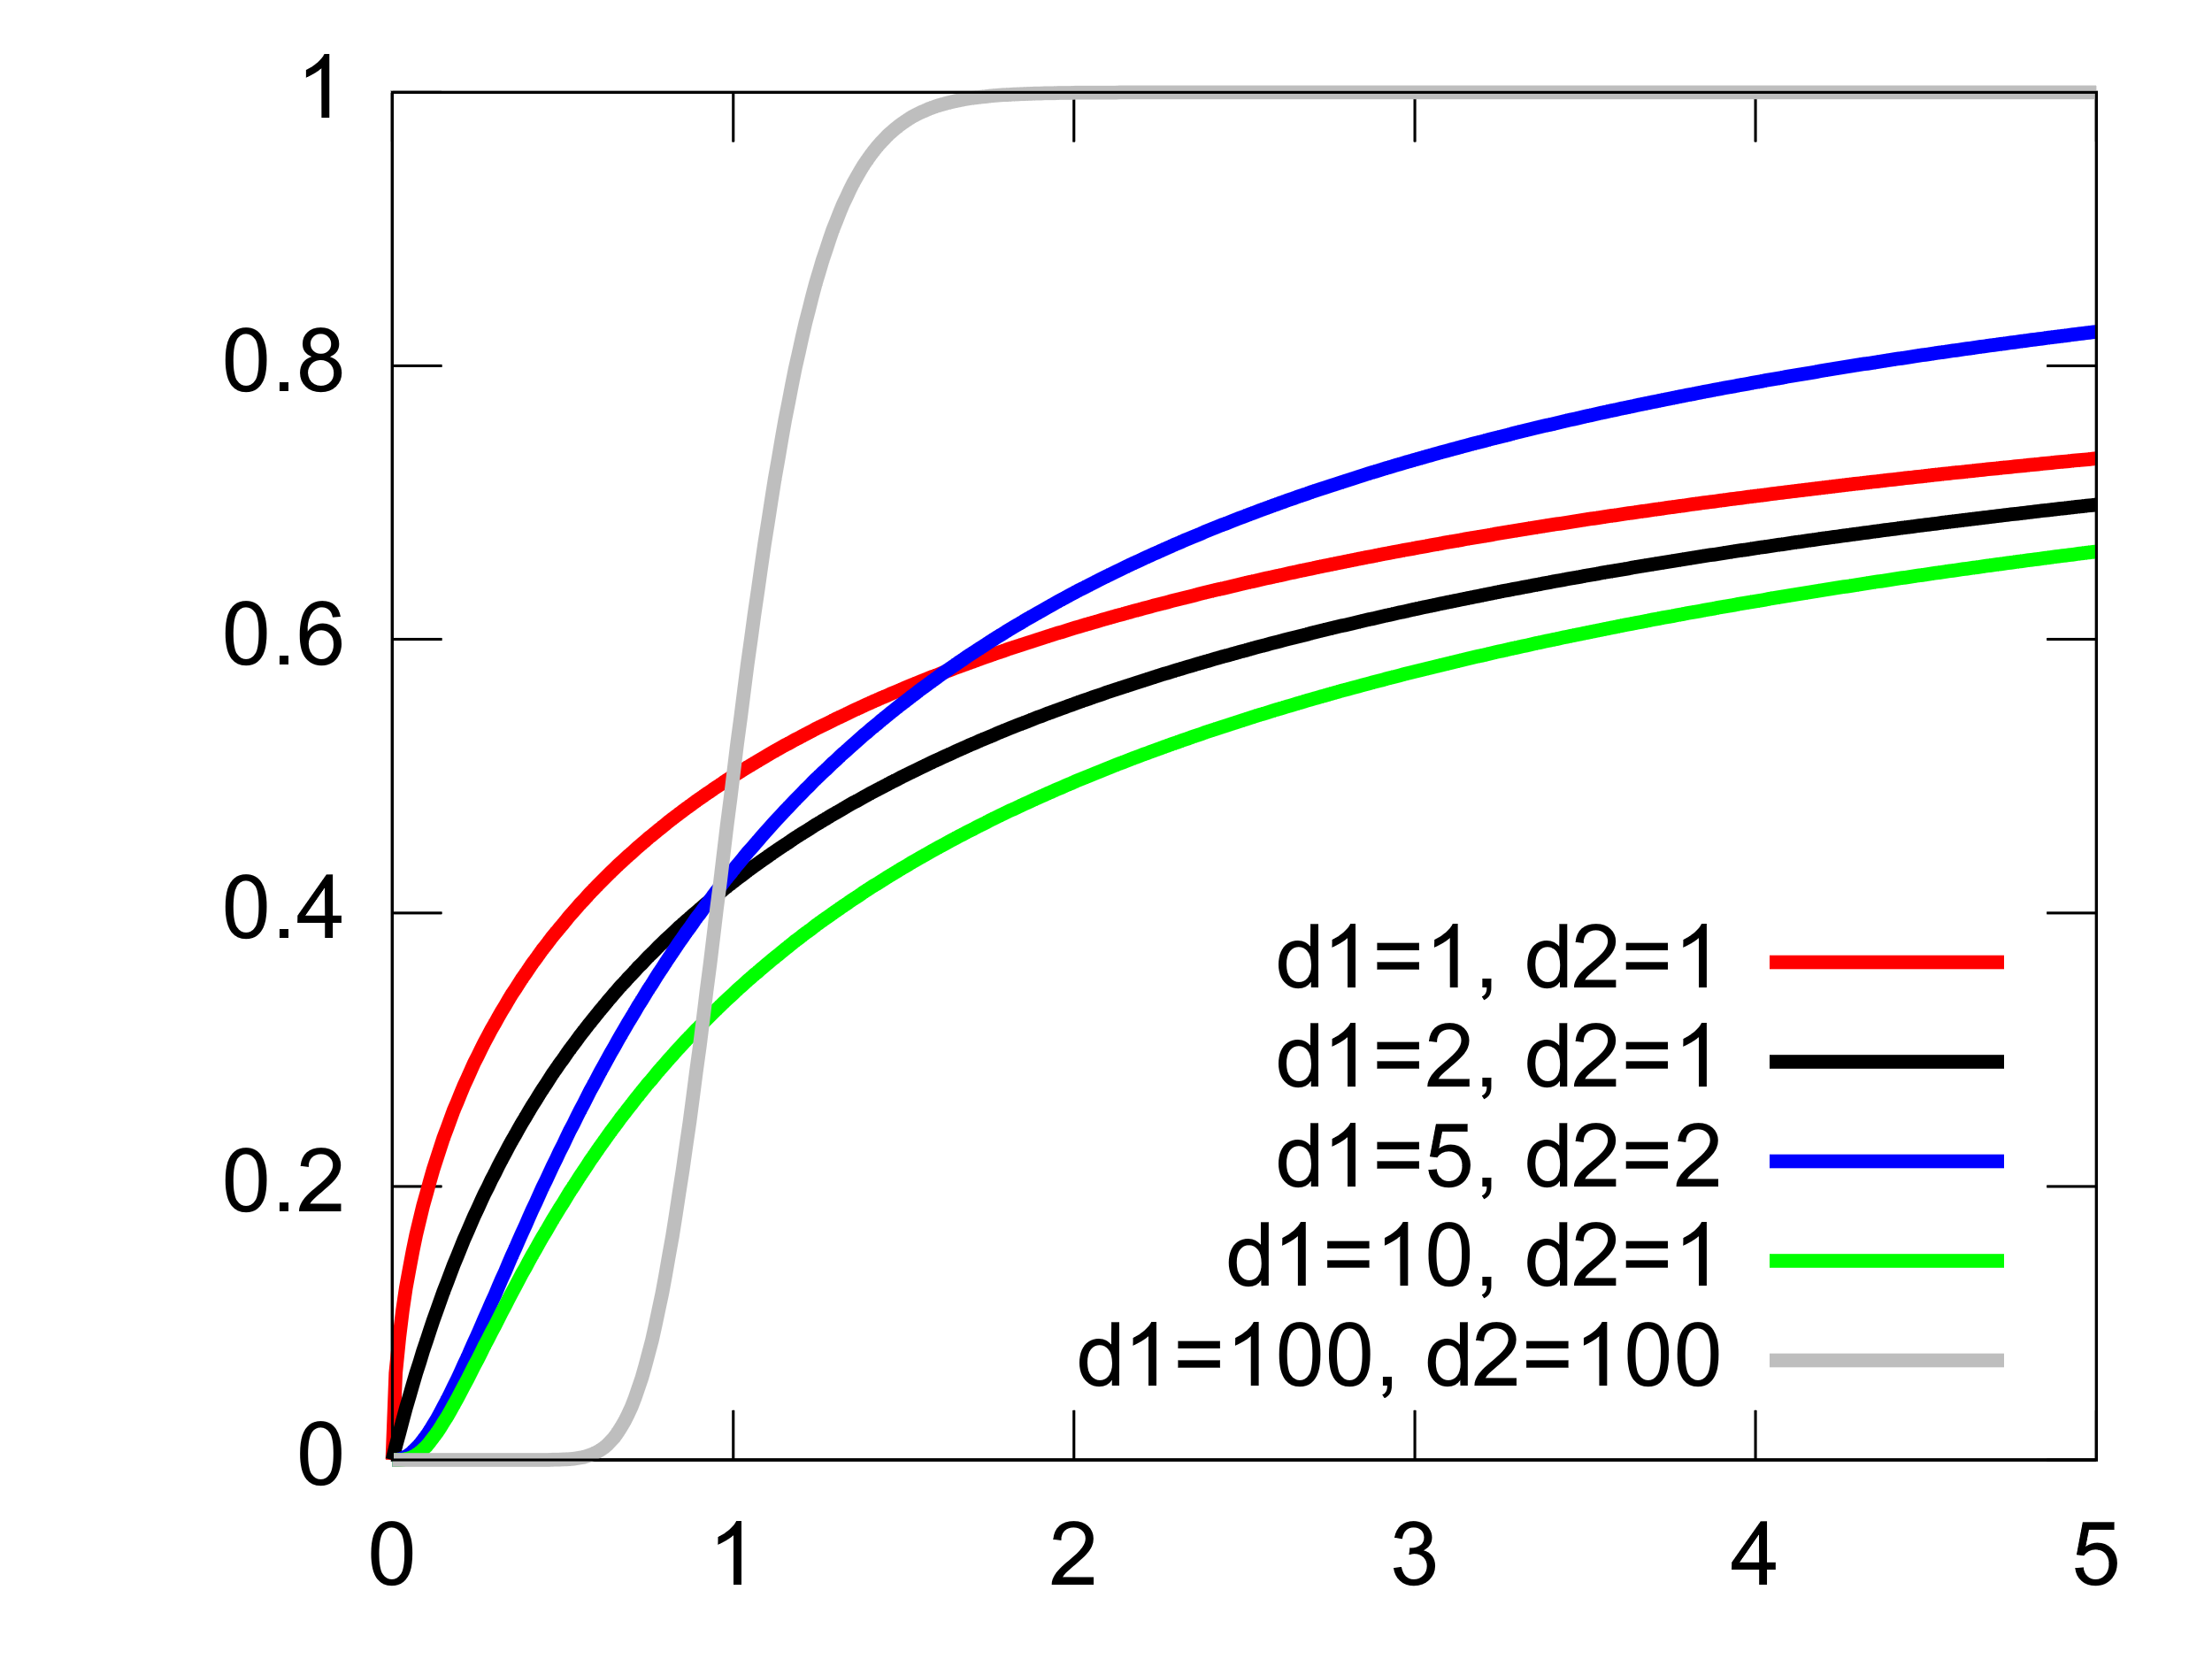 1
0.8
0.6
0.4
0.2
0
d1=1, d2=1
d1=2, d2=1
d1=5, d2=2
d1=10, d2=1
d1=100, d2=100
0 1 2 3 4 5